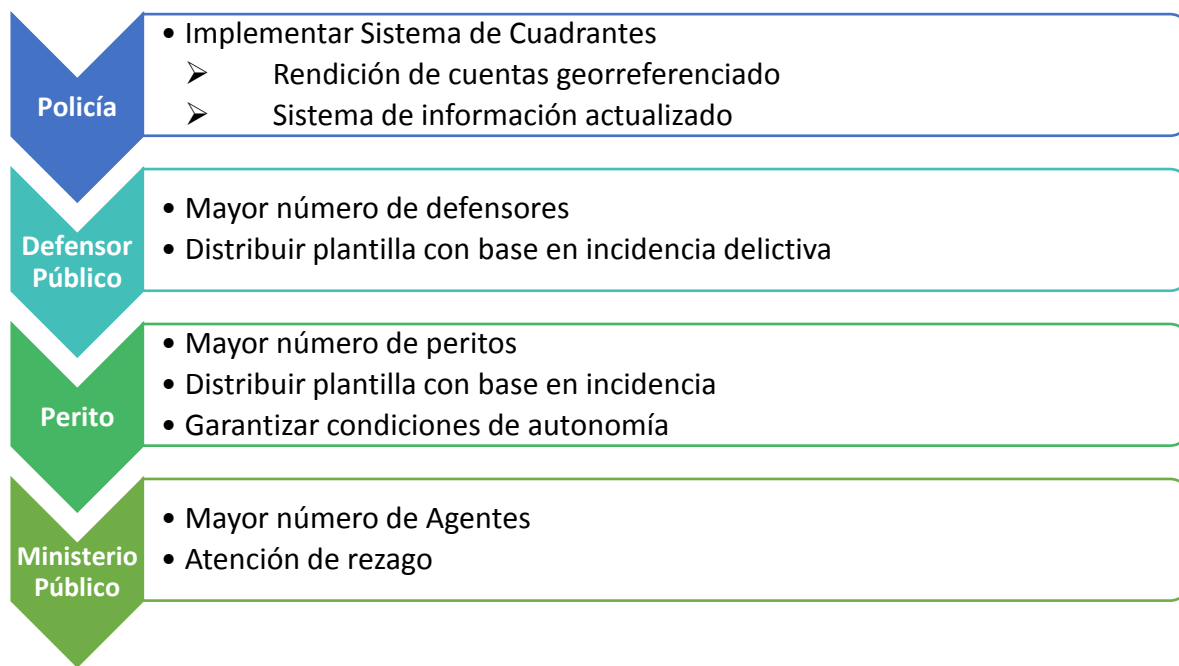 Policía
• Implementar Sistema de Cuadrantes
➢ Rendición de cuentas georreferenciado
➢ Sistema de información actualizado
Defensor
Público
• Mayor número de defensores
• Distribuir plantilla con base en incidencia delictiva
Perito
• Mayor número de peritos
• Distribuir plantilla con base en incidencia
• Garantizar condiciones de autonomía
Ministerio
Público
• Mayor número de Agentes
• Atención de rezago